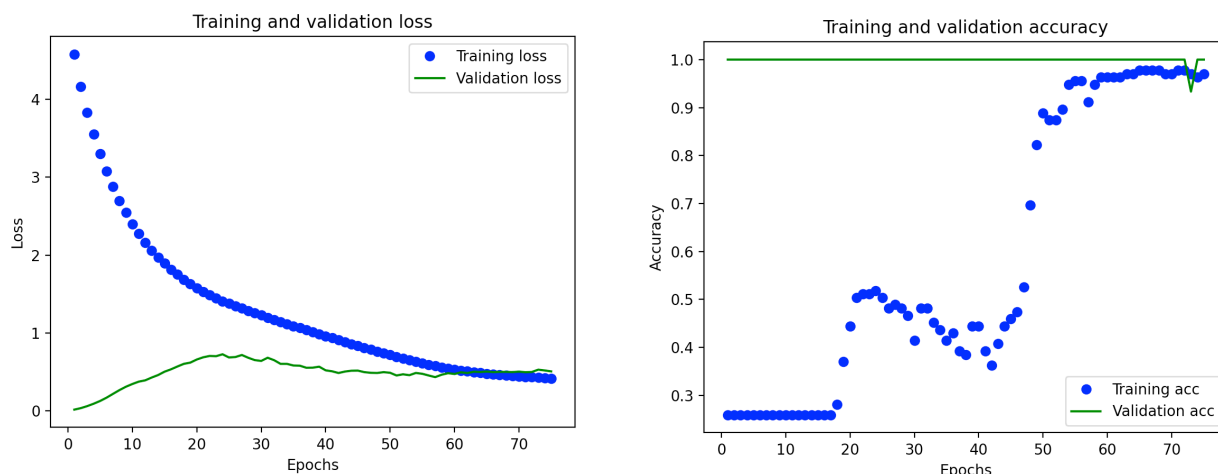 Training and validation loss
Training loss
Validation loss
4
3
2
1
0
Loss
0 10 20 30 40 50 60 70
Epochs
Training and validation accuracy
1.0
0.9
0.8
0.7
0.6
0.5
0.4
0.3
Accuracy
Training acc
Validation acc
0 10 20 30 40 50 60 70
Epochs